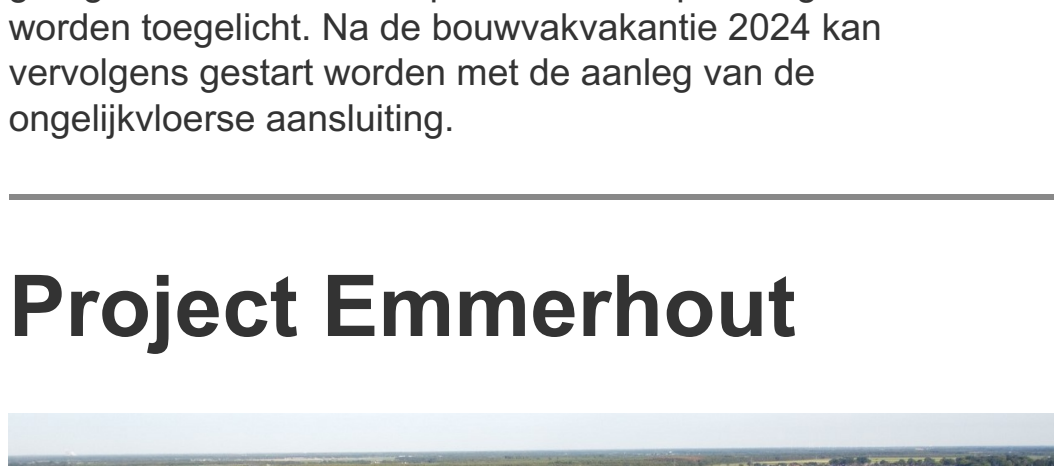 worden toegelicht. Na de bouwvakvakantie 2024 kan
vervolgens gestart worden met de aanleg van de
ongelijkvloerse aansluiting.
Project Emmerhout